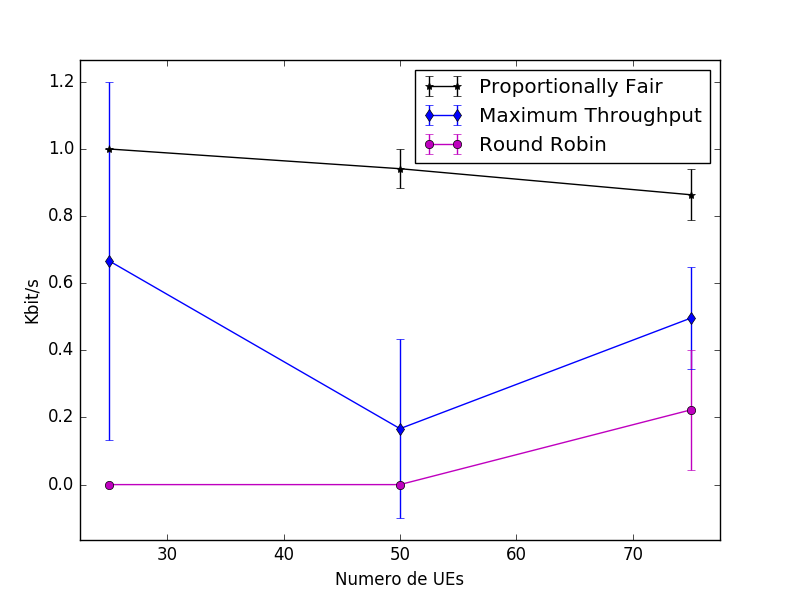 Proportionally Fair
Maximum Throughput
Round Robin
1.2
1.0
0.8
0.6
0.4
0.2
0.0
Kbit/s
30 40 50 60 70
Numero de UEs